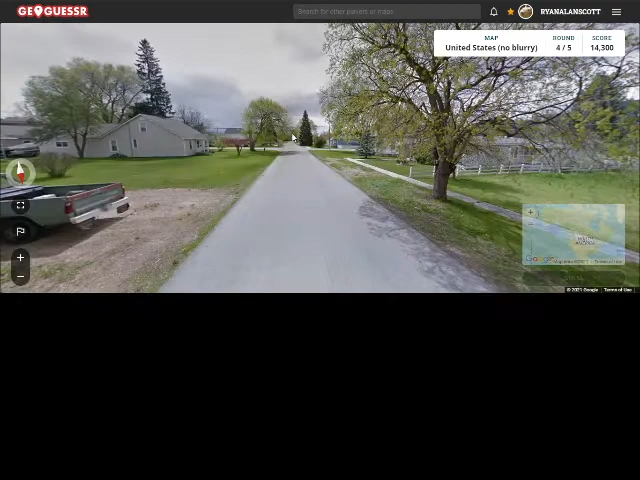 GEOGUESSR
Search for other players or maps
RYANALANSCOTT
MAP
United States (no blurry)
ROUND
4 / 5
SCORE
14,300
Google
© 2021 Google
Terms of Use